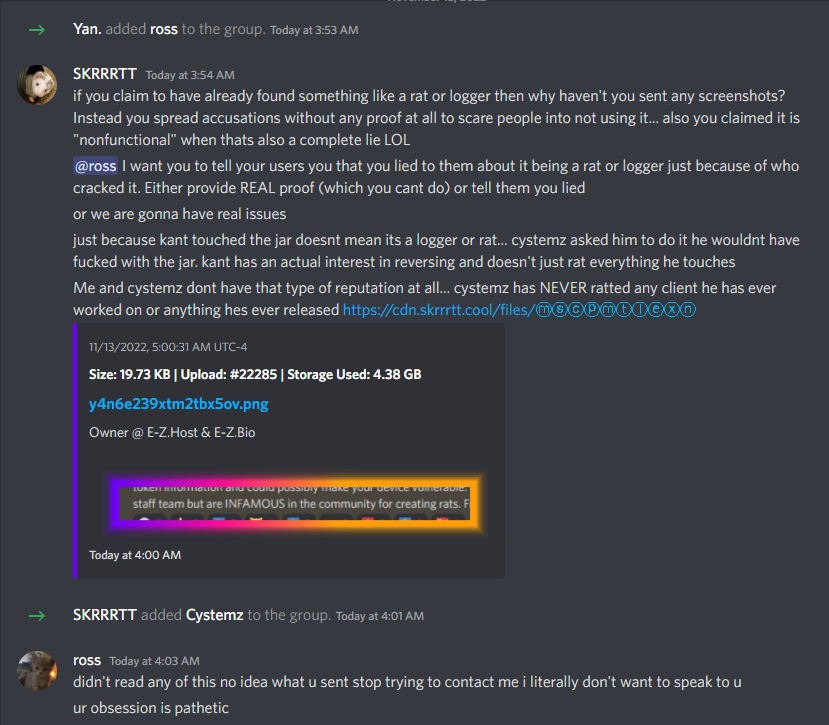 Yan. added ross to the group. Today at 3:53 AM
SKRRRTT Today at 3:54 AM
if you claim to have already found something like a rat or logger then why haven't you sent any screenshots?
Instead you spread accusations without any proof at all to scare people into not using it... also you claimed it is
"nonfunctional" when thats also a complete lie LOL
@ross I want you to tell your users you that you lied to them about it being a rat or logger just because of who
cracked it. Either provide REAL proof (which you cant do) or tell them you lied
or we are gonna have real issues
just because kant touched the jar doesnt mean its a logger or rat... cystemz asked him to do it he wouldnt have
fucked with the jar. kant has an actual interest in reversing and doesn't just rat everything he touches
Me and cystemz dont have that type of reputation at all... cystemz has NEVER ratted any client he has ever
worked on or anything hes ever released https://cdn.skrrrtt.cool/files/ⓜⓢⓒⓟⓜⓣⓛⓔⓧⓝ
11/13/2022, 5:00:31 AM UTC-4
Size: 19.73 KB | Upload: #22285 | Storage Used: 4.38 GB
y4n6e239xtm2tbx5ov.png
Owner @ E-Z.Host & E-Z.Bio
token information and could possibly make your device vulnerable.
staff team but are INFAMOUS in the community for creating rats. F
Today at 4:00 AM
SKRRRTT added Cystemz to the group. Today at 4:01 AM
ross Today at 4:03 AM
didn't read any of this no idea what u sent stop trying to contact me i literally don't want to speak to u
ur obsession is pathetic